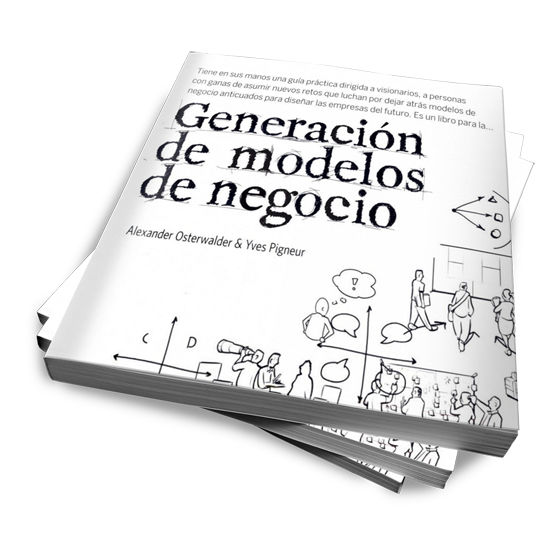 Tiene en sus manos una guía práctica dirigida a visionarios, a personas
con ganas de asumir nuevos retos que luchan por dejar atrás modelos de
negocio anticuados para diseñar las empresas del futuro. Es un libro para la...
Generación
de modelos
de negocio
Alexander Osterwalder & Yves Pigneur
C D